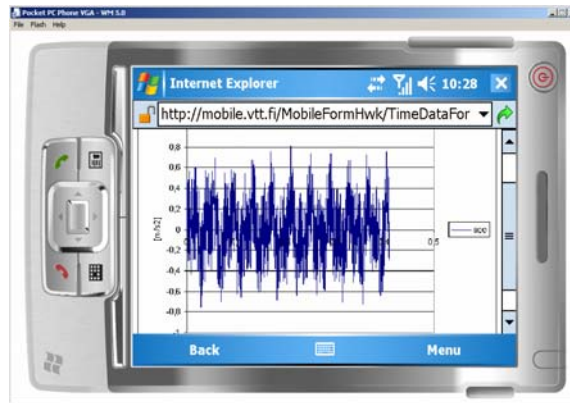 Pocket PC Phone VGA - WM 5.0
File Flash Help
Internet Explorer 10:28
http://mobile.vtt.fi/MobileFormHwk/TimeDataFor
0,8
0,6
0,4
0,2
0
-0,2
-0,4
-0,6
-0,8
-1
[m/s2]
0,5
acc
Back Menu